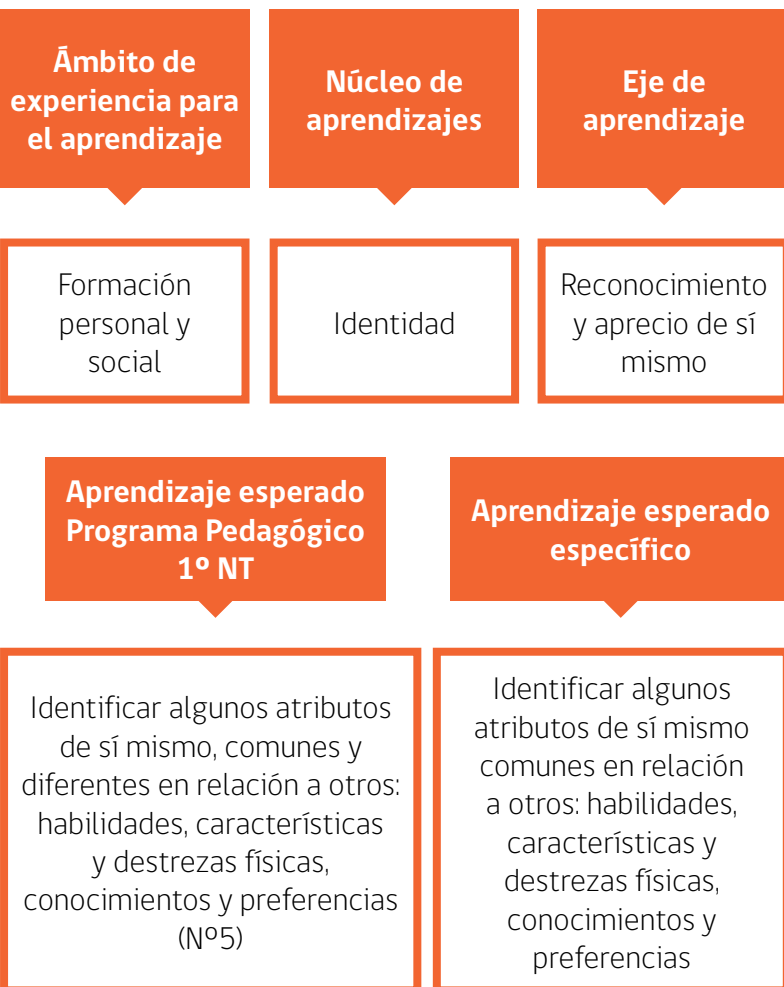 Ámbito de
experiencia para
el aprendizaje
Núcleo de
aprendizajes
Eje de
aprendizaje
Formación
personal y
social
Identidad
Reconocimiento
y aprecio de sí
mismo
Aprendizaje esperado
Programa Pedagógico
1º NT
Aprendizaje esperado
específico
Identificar algunos atributos
de sí mismo, comunes y
diferentes en relación a otros:
habilidades, características
y destrezas físicas,
conocimientos y preferencias
(Nº5)
Identificar algunos
atributos de sí mismo
comunes en relación
a otros: habilidades,
características y
destrezas físicas,
conocimientos y
preferencias